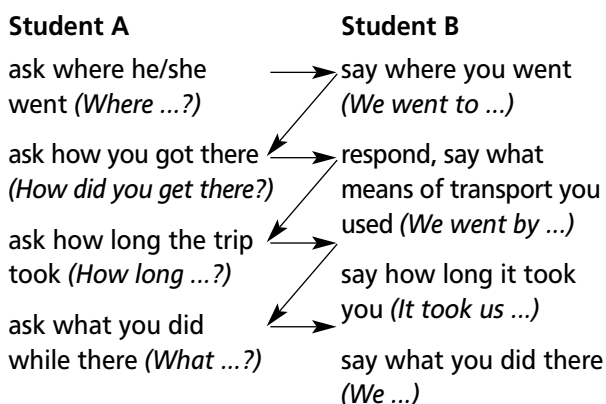 Student A
ask where he/she
went (Where ...?)
ask how you got there
(How did you get there?)
ask how long the trip
took (How long ...?)
ask what you did
while there (What ...?)
Student B
say where you went
(We went to ...)
respond, say what
means of transport you
used (We went by ...)
say how long it took
you (It took us ...)
say what you did there
(We ...)